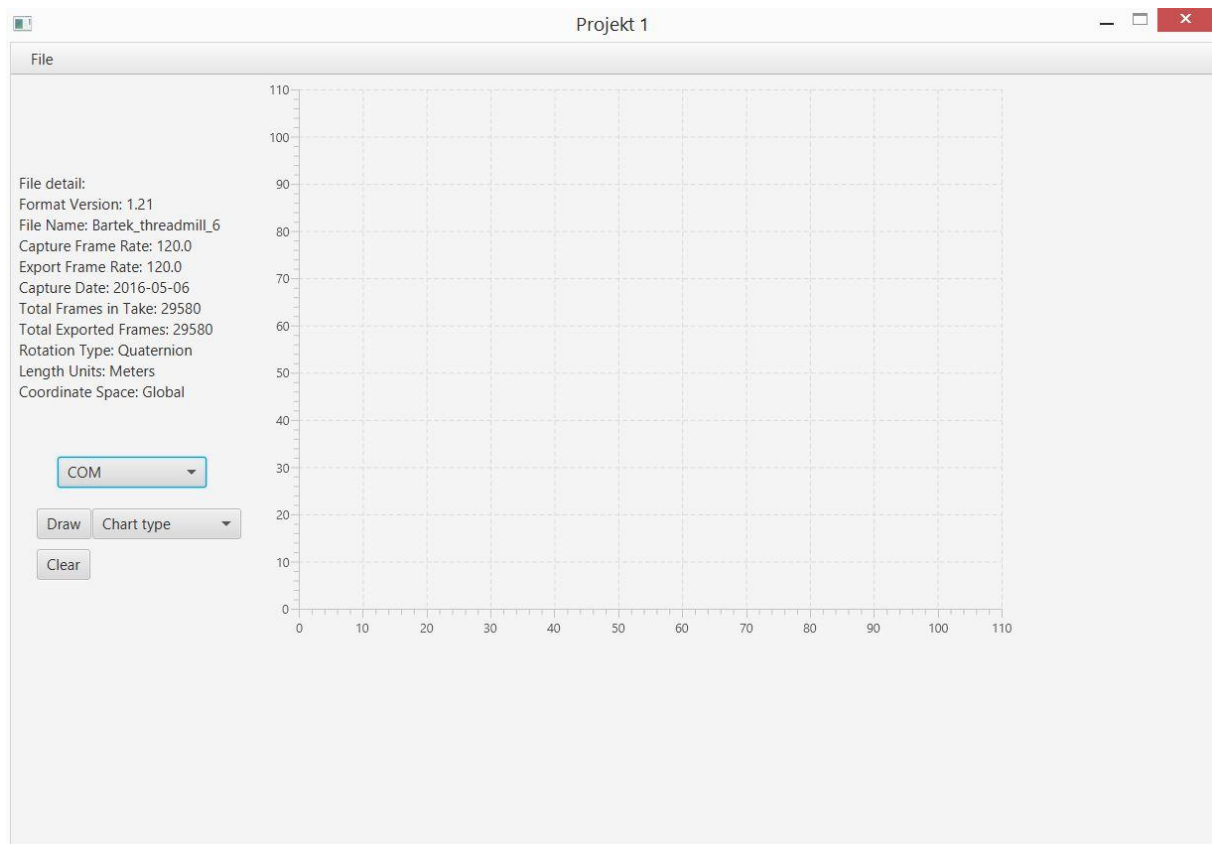 Projekt 1
File
File detail:
Format Version: 1.21
File Name: Bartek_threadmill_6
Capture Frame Rate: 120.0
Export Frame Rate: 120.0
Capture Date: 2016-05-06
Total Frames in Take: 29580
Total Exported Frames: 29580
Rotation Type: Quaternion
Length Units: Meters
Coordinate Space: Global
COM
Draw Chart type
Clear
110
100
90
80
70
60
50
40
30
20
10
0
0 10 20 30 40 50 60 70 80 90 100 110